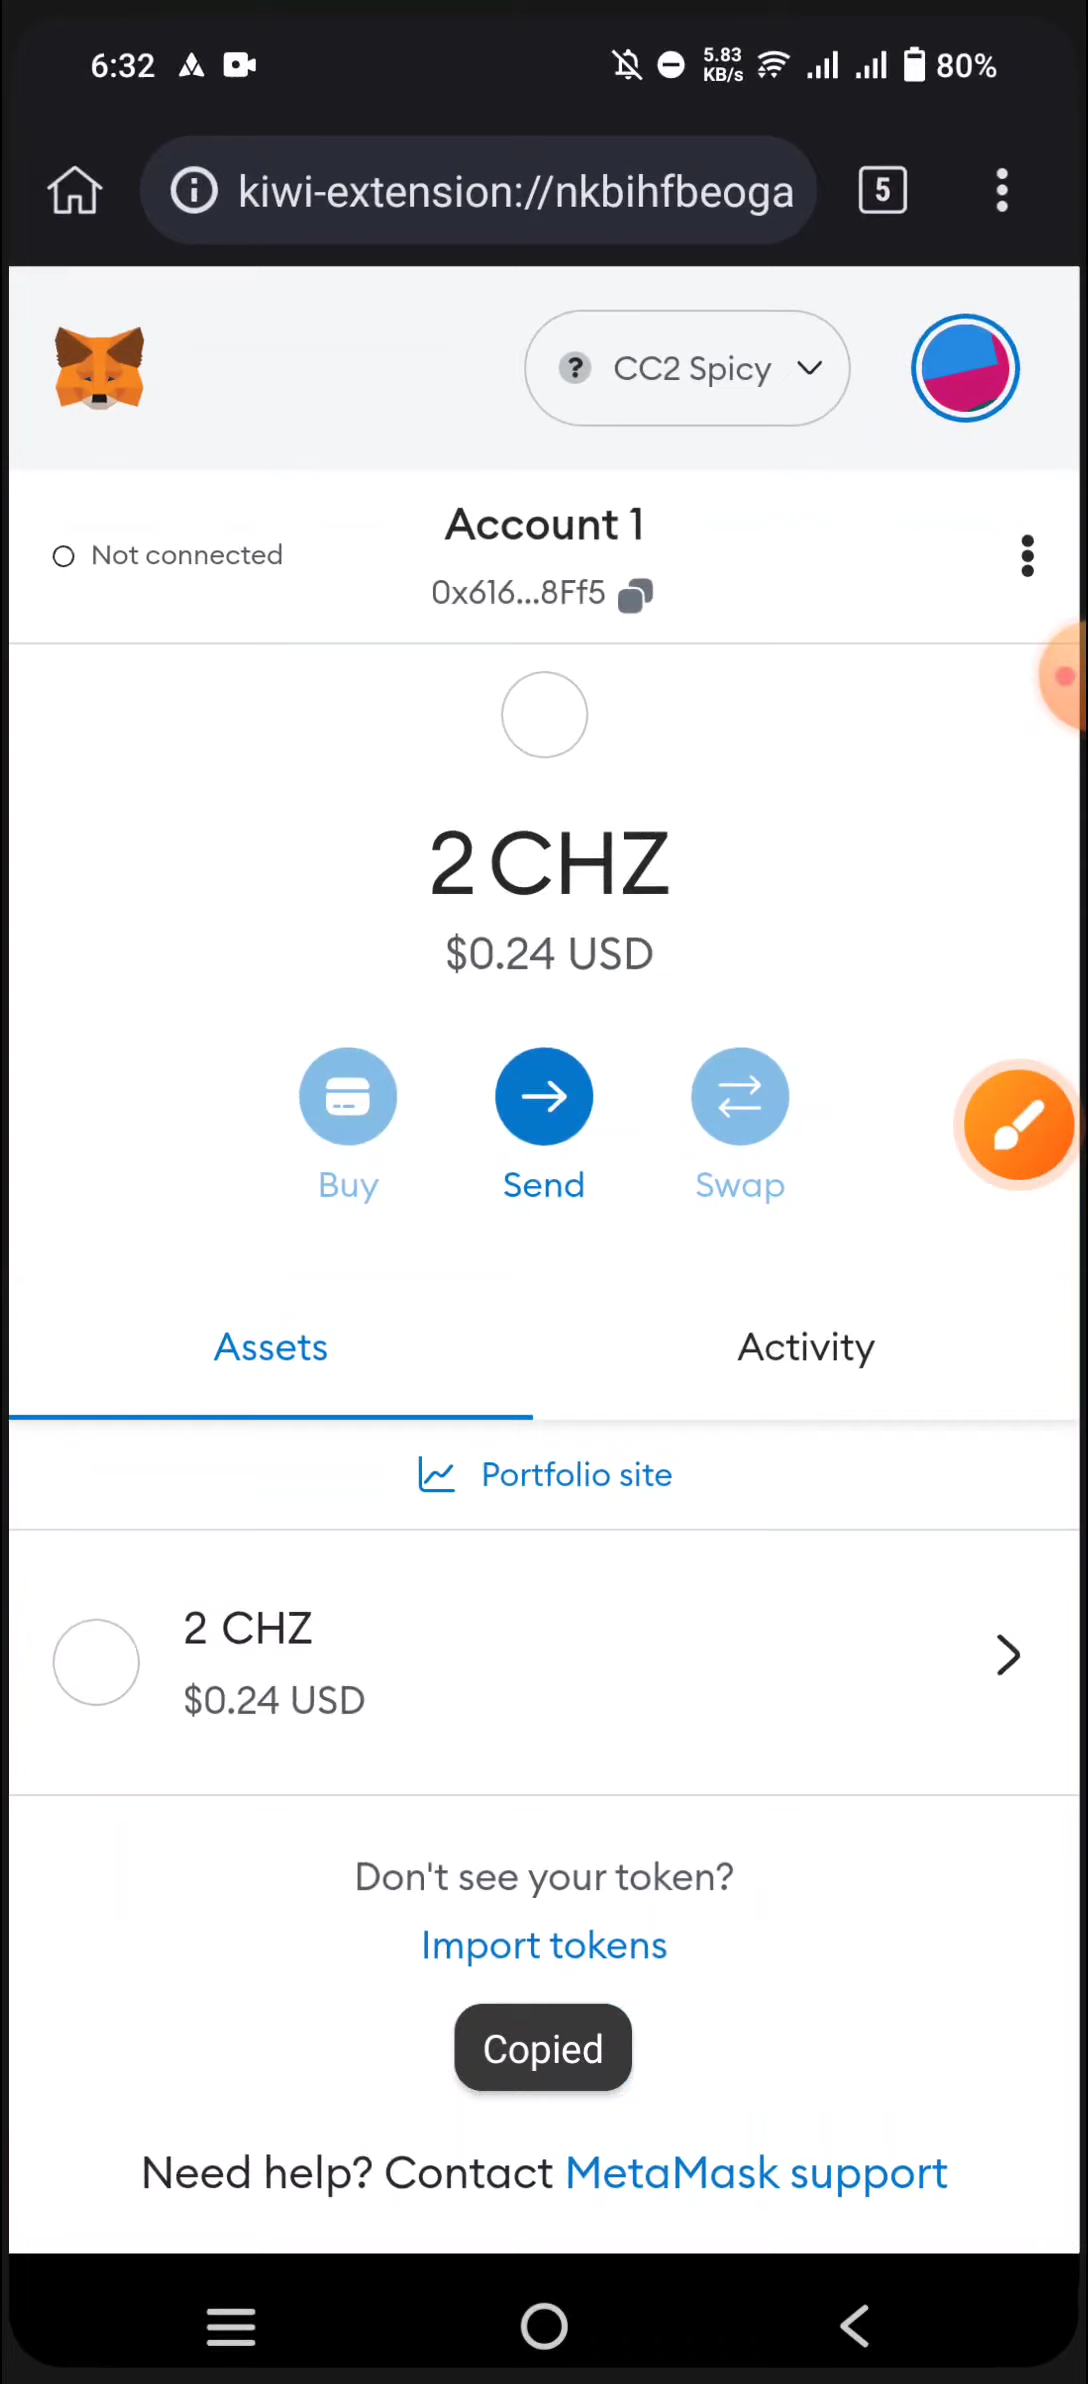 6:32
5.83 KB/s
80%
kiwi-extension://nkbihfbeoga
5
? CC2 Spicy
Account 1
Not connected
0x616...8Ff5
2 CHZ
$0.24 USD
Buy
Send
Swap
Assets
Activity
Portfolio site
2 CHZ
$0.24 USD
Don't see your token?
Import tokens
Copied
Need help? Contact MetaMask support